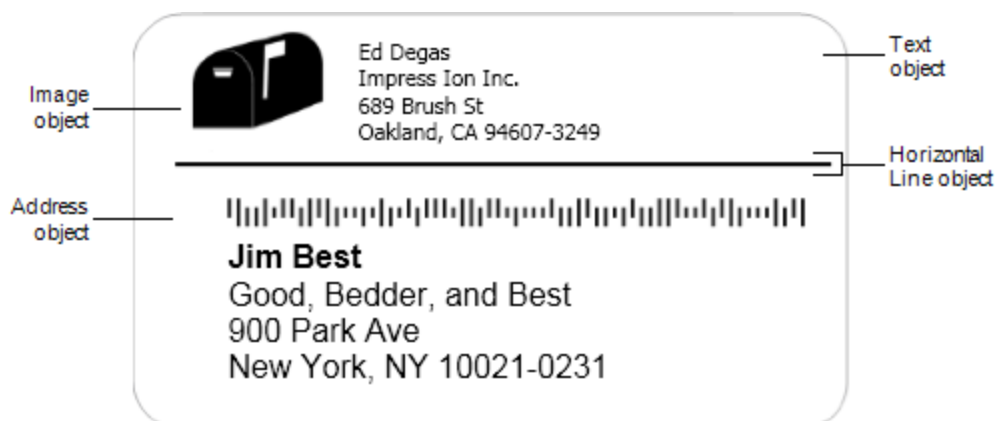 Image
object
Address
object
Ed Degas
Impress Ion Inc.
689 Brush St
Oakland, CA 94607-3249
Jim Best
Good, Bedder, and Best
900 Park Ave
New York, NY 10021-0231
Text
object
Horizontal
Line object